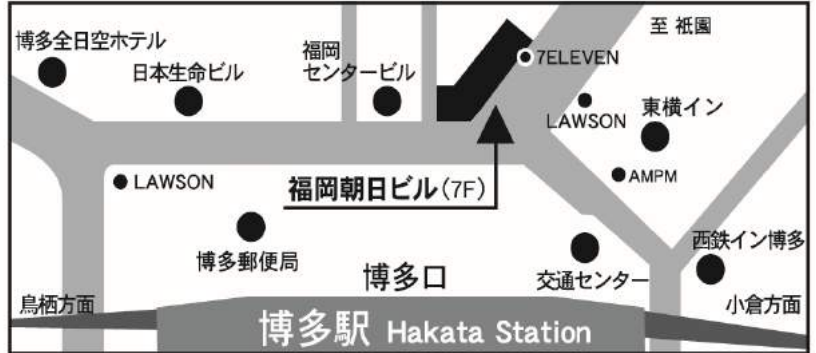 博多全日空ホテル
日本生命ビル
福岡
センタービル
7ELEVEN
至 祇園
LAWSON
東横イン
AMPM
LAWSON
福岡朝日ビル(7F)
博多郵便局
博多口
交通センター
西鉄イン博多
鳥栖方面
小倉方面
博多駅 Hakata Station